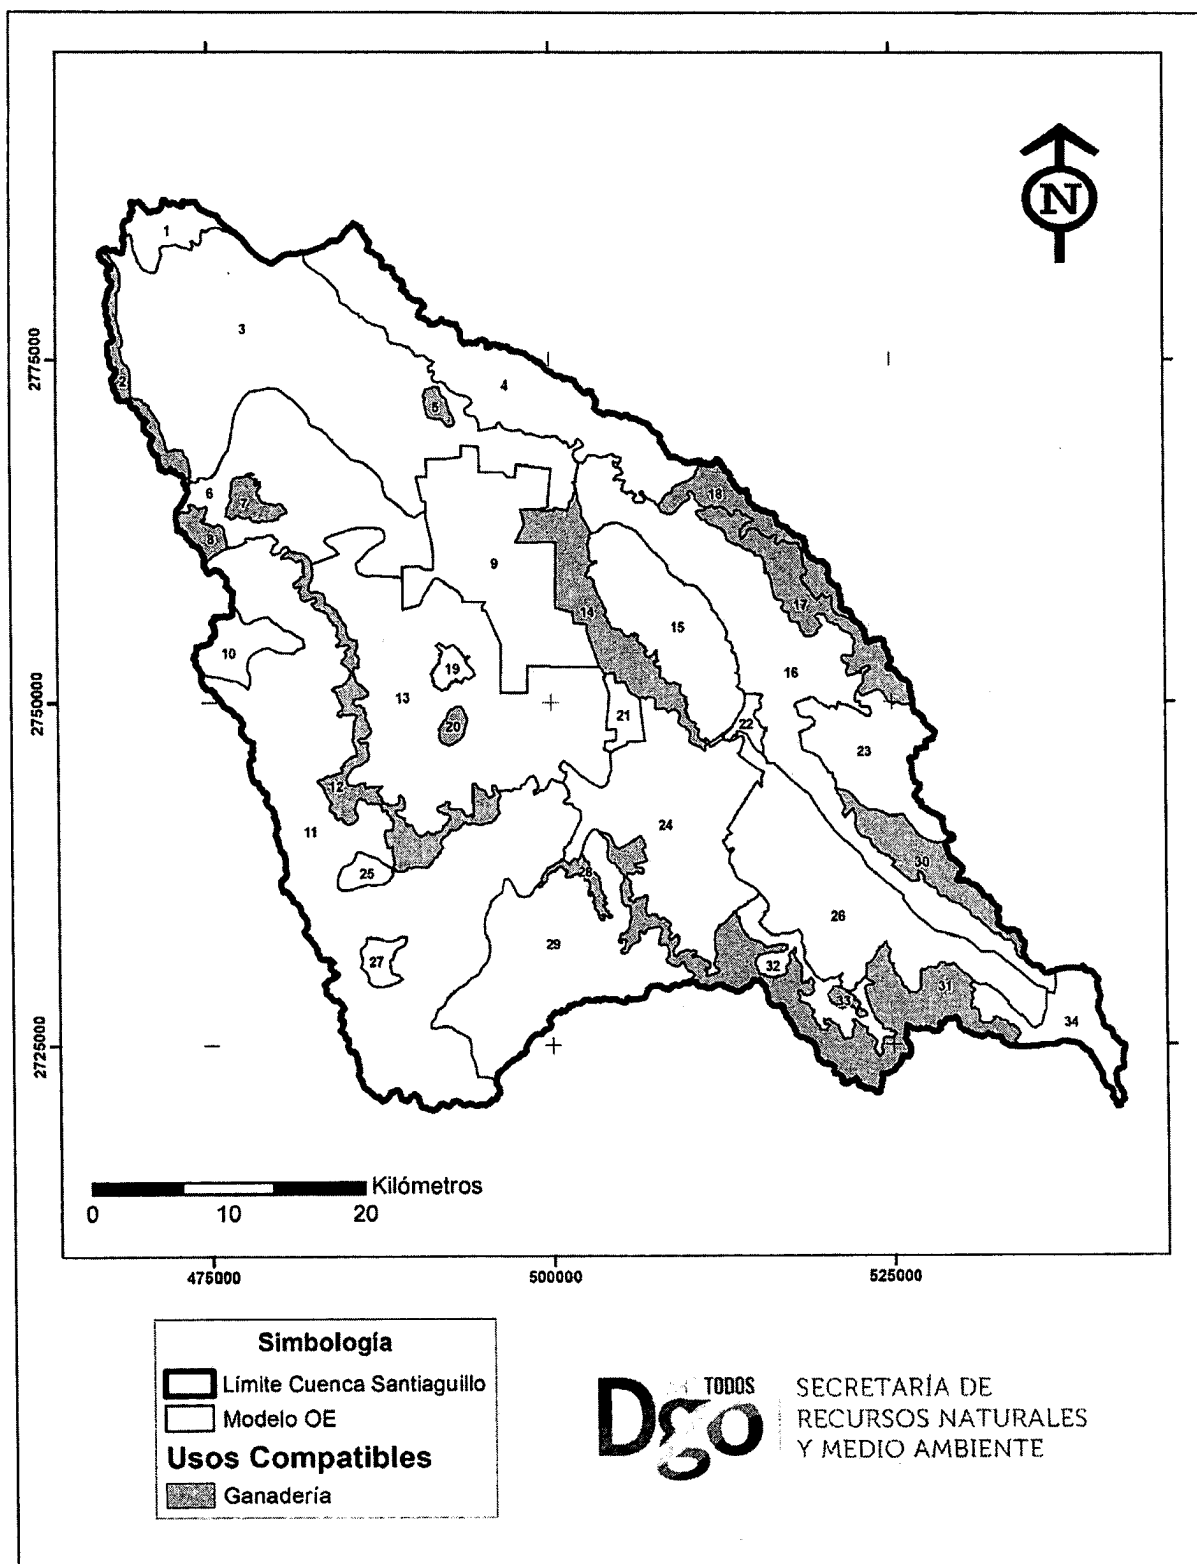 N
1
3
2775000
4
2
5
6
7
18
8
9
17
14
15
10
16
19
13
21
2750000
20
22
23
12
24
11
25
28
30
26
29
27
32
31
33
34
2725000
Kilómetros
0 10 20
475000 500000 525000
Simbología
Límite Cuenca Santiaguillo
Modelo OE
Usos Compatibles
Ganadería
TODOS
Dgo
SECRETARÍA DE
RECURSOS NATURALES
Y MEDIO AMBIENTE